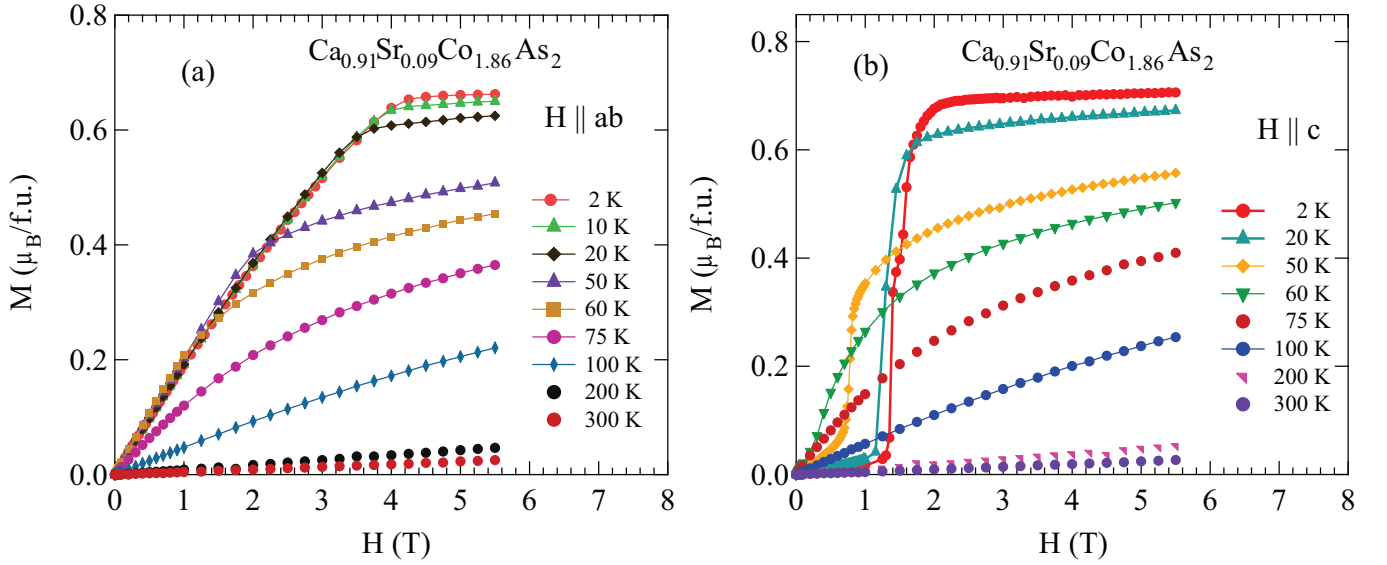 (a)
Ca0.91Sr0.09Co1.86As2
H || ab
2 K
10 K
20 K
50 K
60 K
75 K
100 K
200 K
300 K
M (μB/f.u.)
0.8
0.6
0.4
0.2
0.0
0 1 2 3 4 5 6 7 8
H (T)
(b)
Ca0.91Sr0.09Co1.86As2
H || c
2 K
20 K
50 K
60 K
75 K
100 K
200 K
300 K
M (μB/f.u.)
0.8
0.6
0.4
0.2
0.0
0 1 2 3 4 5 6 7 8
H (T)